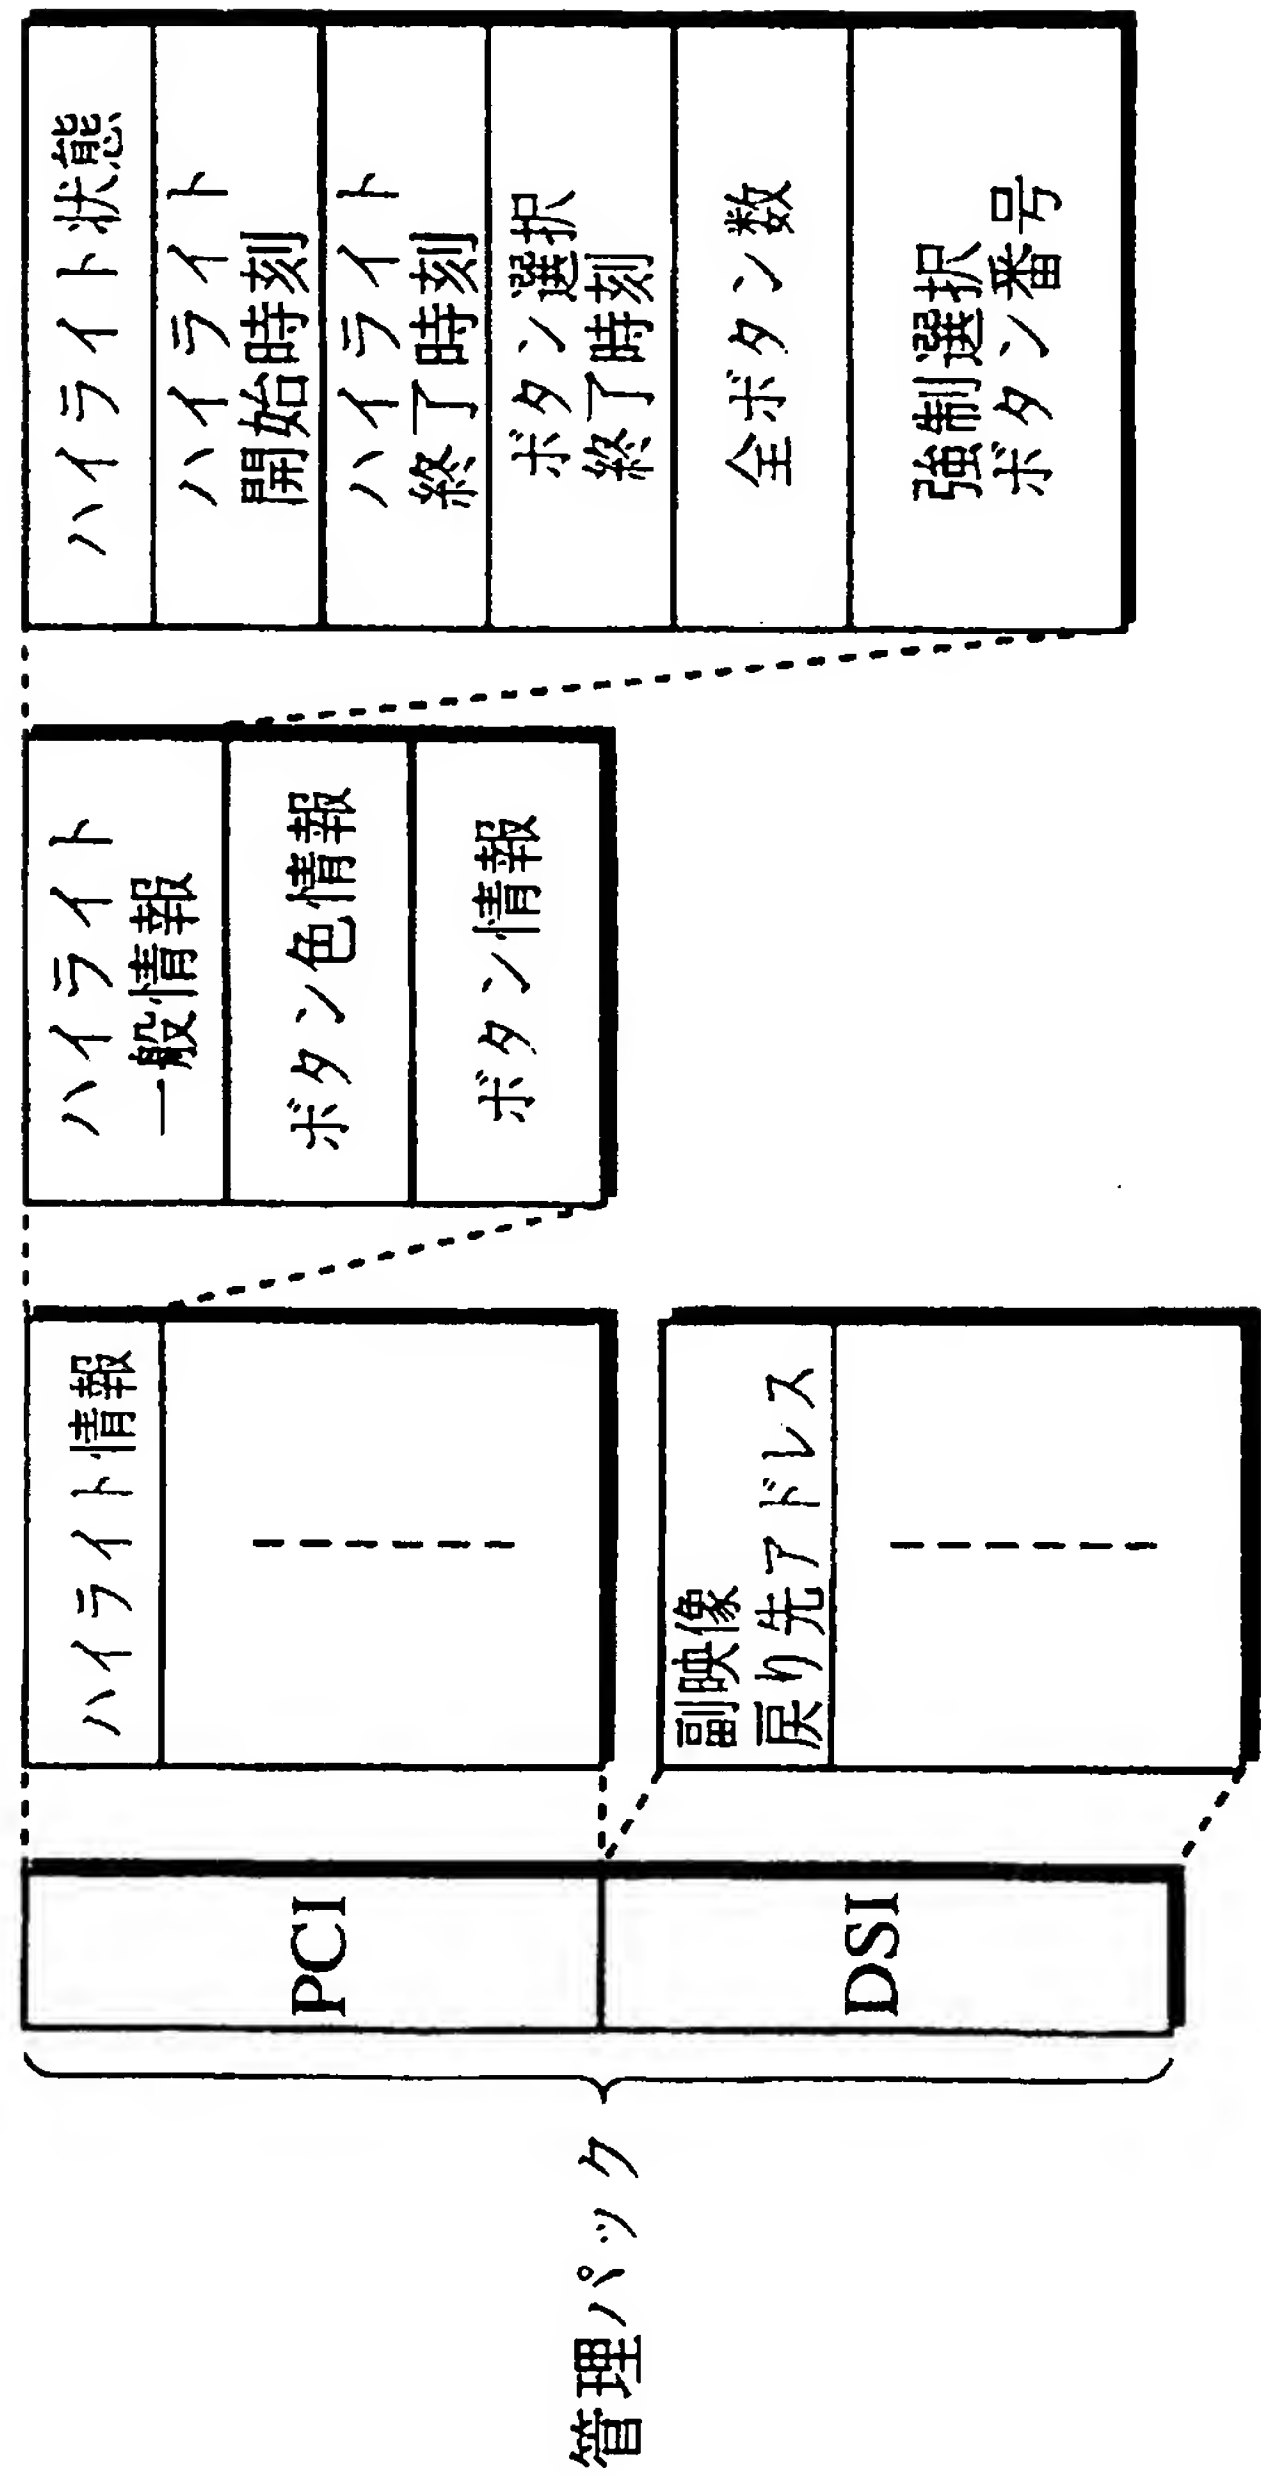 管理パック
PCI
DSI
ハイライト情報
副映像
戻り先アドレス
ハイライト
一般情報
ボタン色情報
ボタン情報
ハイライト状態
ハイライト
開始時刻
ハイライト
終了時刻
ボタン選択
終了時刻
全ボタン数
強制選択
ボタン番号